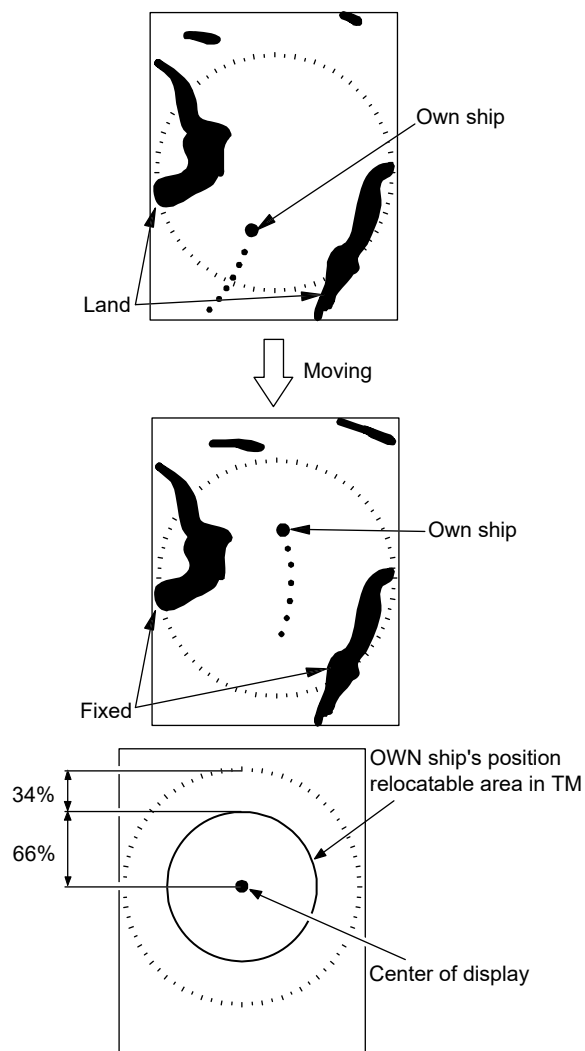 Own ship
Land
Moving
Own ship
Fixed
OWN ship's position
relocatable area in TM
34%
66%
Center of display